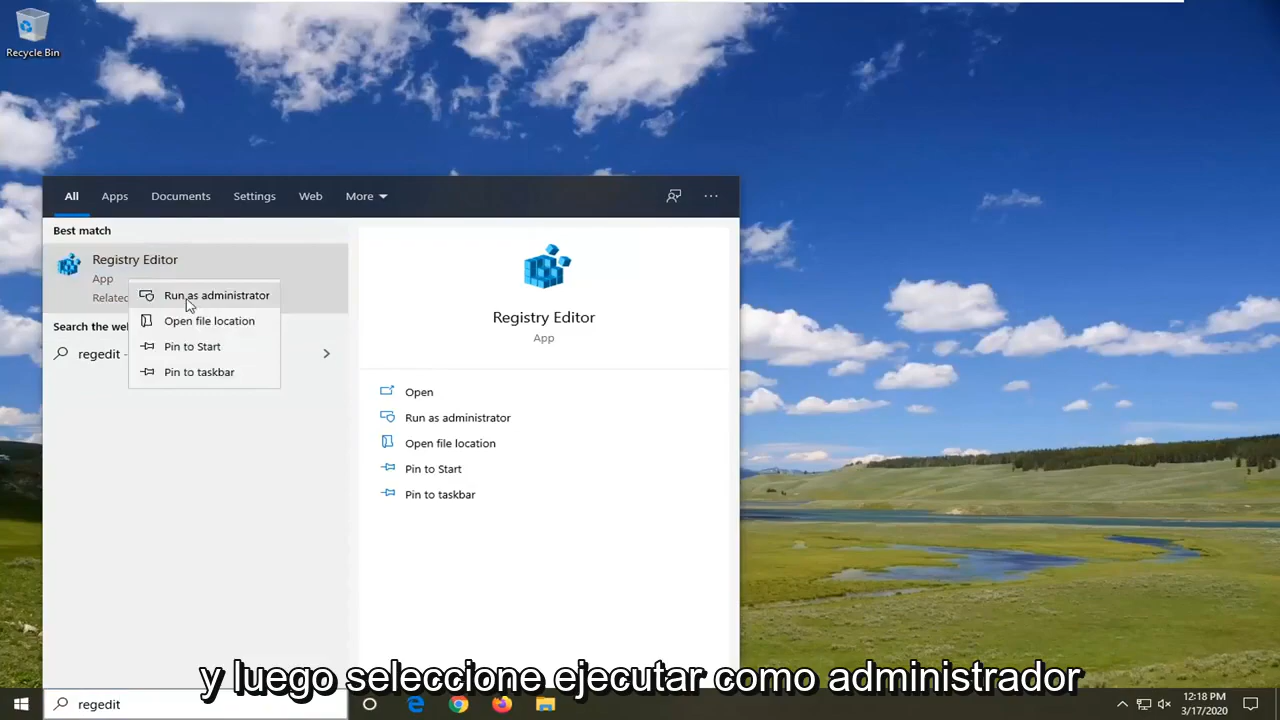 Recycle Bin
All Apps Documents Settings Web More
Best match
Registry Editor
App
Related
Run as administrator
Open file location
Pin to Start
Pin to taskbar
Search the we
regedit -
Registry Editor
App
Open
Run as administrator
Open file location
Pin to Start
Pin to taskbar
y luego seleccione ejecutar como administrador
regedit
12:18 PM
3/17/2020